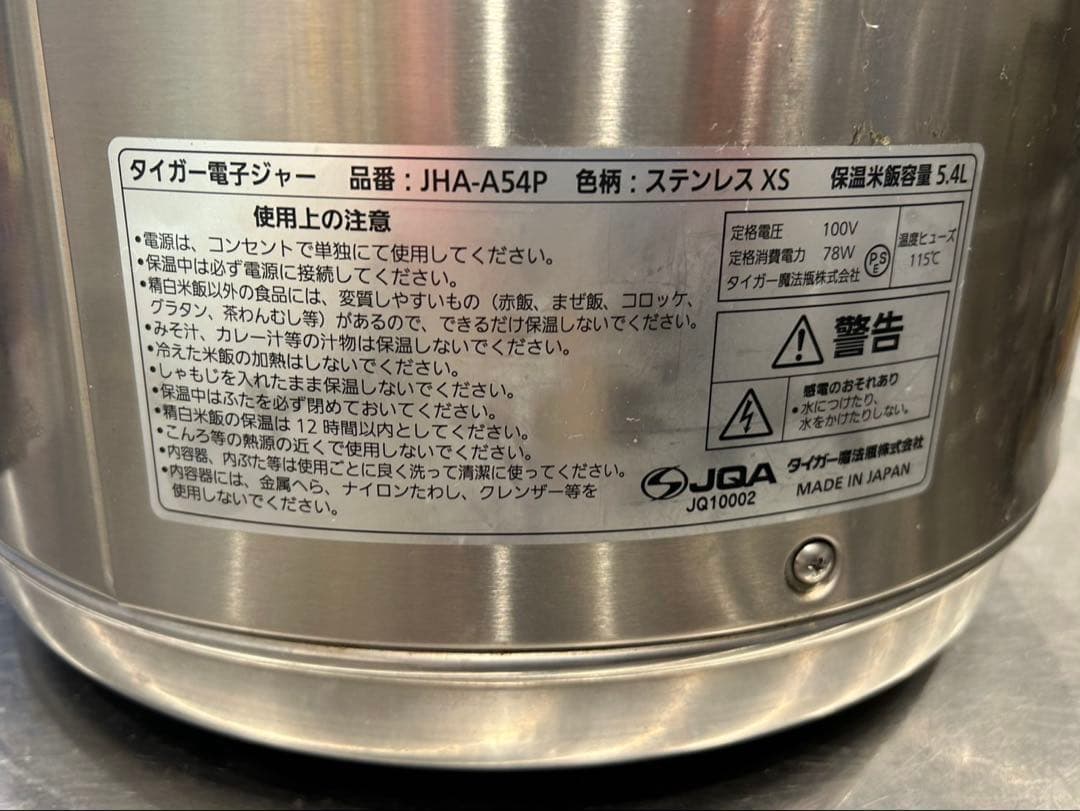 タイガー電子ジャー 品番:JHA-A54P 色柄:ステンレス XS 保温米飯容量 5.4L
使用上の注意
•電源は、コンセントで単独にて使用してください。
•保温中は必ず電源に接続してください。
•精白米飯以外の食品には、変質しやすいもの(赤飯、まぜ飯、コロッケ、
グラタン、茶わんむし等)があるので、できるだけ保温しないでください。
•みそ汁、カレー汁等の汁物は保温しないでください。
•冷えた米飯の加熱はしないでください。
•しゃもじを入れたまま保温しないでください。
•保温中はふたを必ず閉めておいてください。
•精白米飯の保温は12時間以内としてください。
•こんろ等の熱源の近くで使用しないでください。
•内容器、内ぶた等は使用ごとに良く洗って清潔に使ってください。
•内容器には、金属へら、ナイロンたわし、クレンザー等を
使用しないでください。
定格電圧 100V
定格消費電力 78W
タイガー魔法瓶株式会社
PSE
温度ヒューズ
115℃
警告
感電のおそれあり
•水につけたり、
水をかけたりしない。
JQA
JQ10002
タイガー魔法瓶株式会社
MADE IN JAPAN